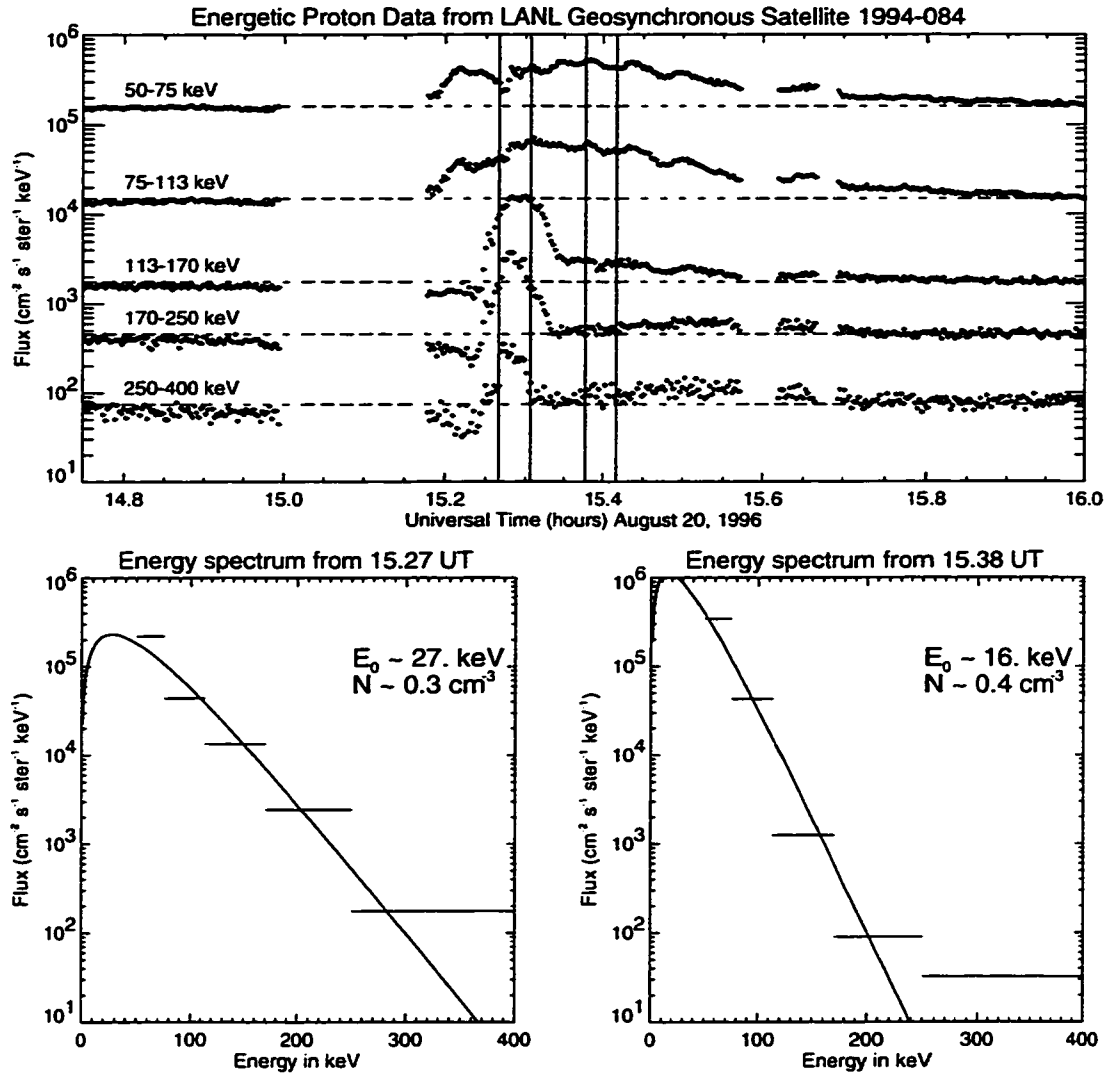 Energetic Proton Data from LANL Geosynchronous Satellite 1994-084
10⁶
50-75 keV
10⁵
75-113 keV
10⁴
113-170 keV
10³
170-250 keV
10²
250-400 keV
10¹
Flux (cm⁻² s⁻¹ ster⁻¹ keV⁻¹)
14.8 15.0 15.2 15.4 15.6 15.8 16.0
Universal Time (hours) August 20, 1996
Energy spectrum from 15.27 UT
10⁶
10⁵
10⁴
10³
10²
10¹
Flux (cm⁻² s⁻¹ ster⁻¹ keV⁻¹)
E₀ ~ 27. keV
N ~ 0.3 cm⁻³
0 100 200 300 400
Energy in keV
Energy spectrum from 15.38 UT
10⁶
10⁵
10⁴
10³
10²
10¹
Flux (cm⁻² s⁻¹ ster⁻¹ keV⁻¹)
E₀ ~ 16. keV
N ~ 0.4 cm⁻³
0 100 200 300 400
Energy in keV